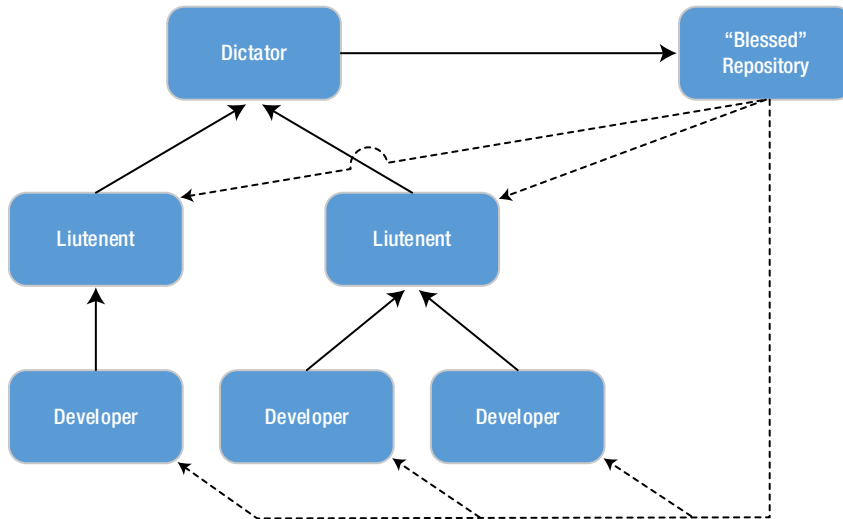 Dictator
“Blessed”
Repository
Liutenent
Liutenent
Developer
Developer
Developer